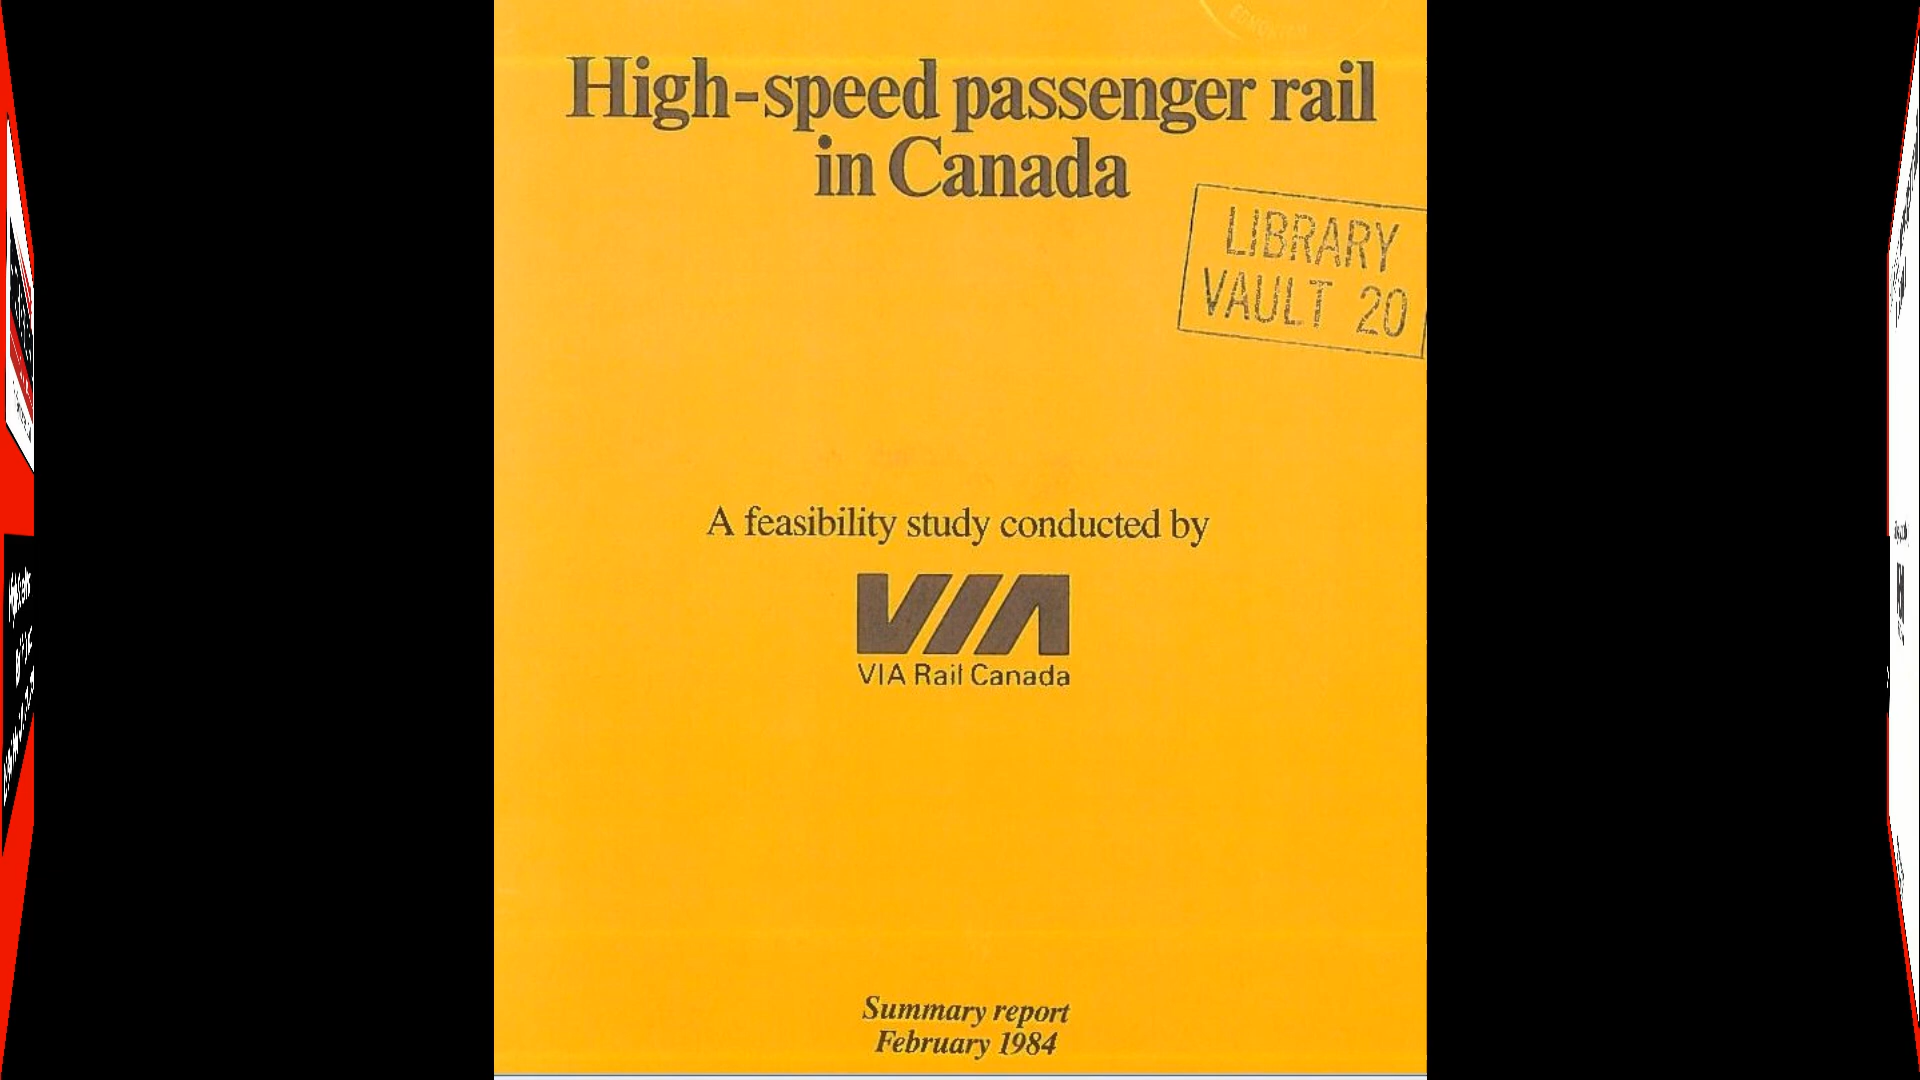 High-speed passenger rail
in Canada
LIBRARY
VAULT 20
A feasibility study conducted by
VIA
VIA Rail Canada
Summary report
February 1984